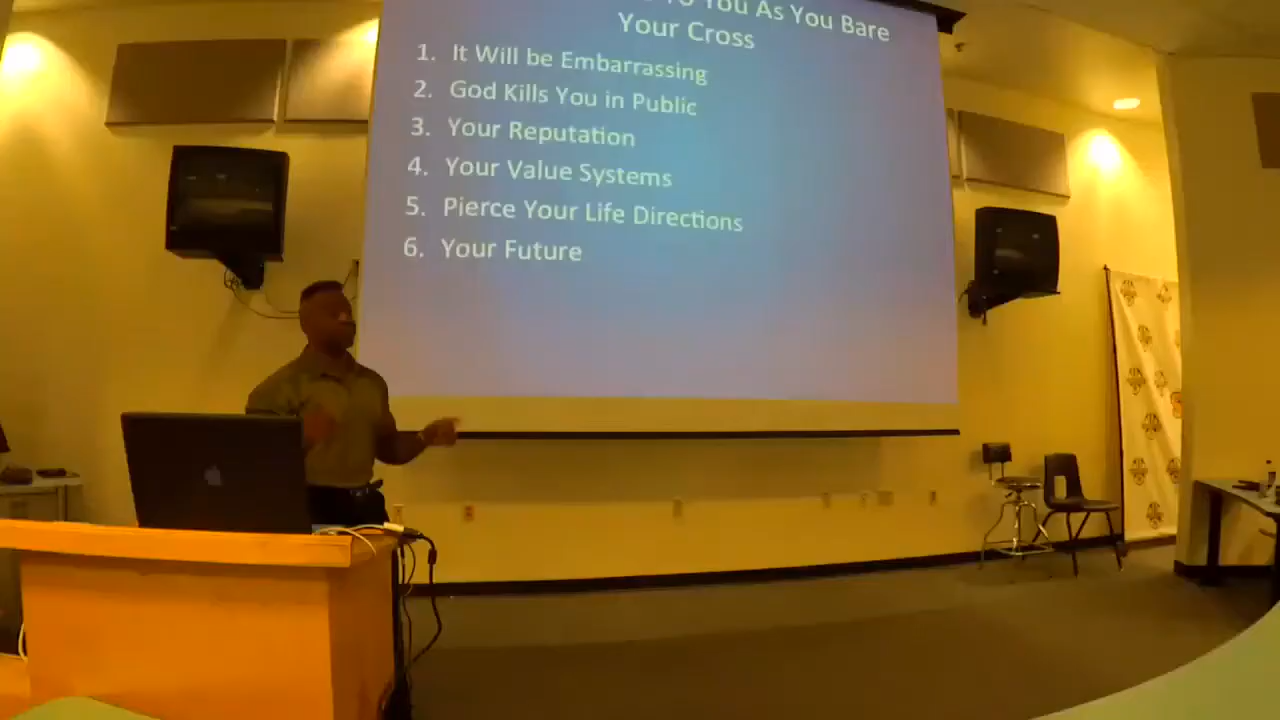 To You As You Bare
Your Cross
1. It Will be Embarrassing
2. God Kills You in Public
3. Your Reputation
4. Your Value Systems
5. Pierce Your Life Directions
6. Your Future